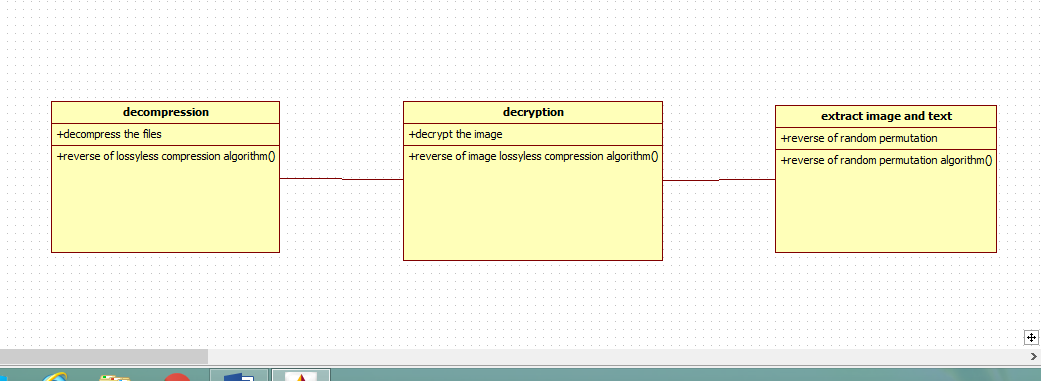 decompression
+decompress the files
+reverse of lossyless compression algorithm()
decryption
+decrypt the image
+reverse of image lossyless compression algorithm()
extract image and text
+reverse of random permutation
+reverse of random permutation algorithm()